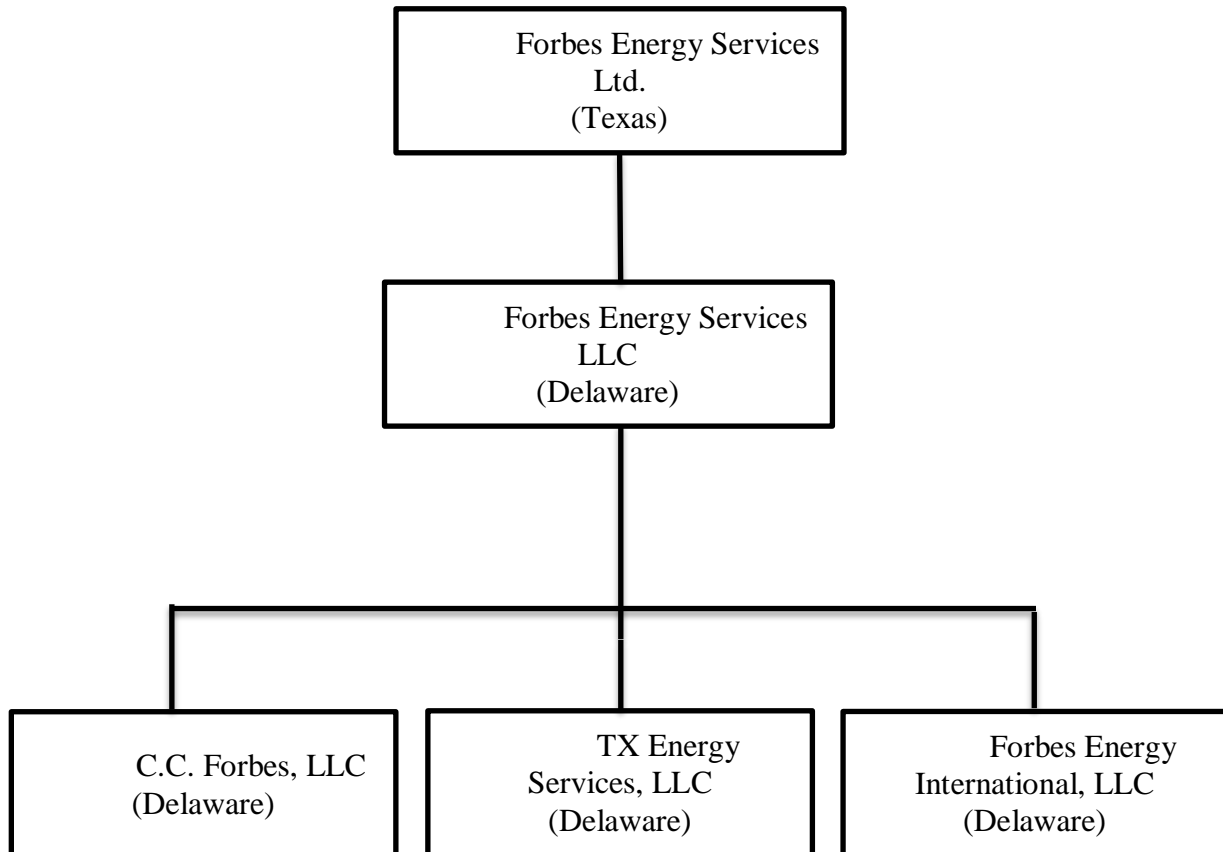 Forbes Energy Services
Ltd.
(Texas)
Forbes Energy Services
LLC
(Delaware)
C.C. Forbes, LLC
(Delaware)
TX Energy
Services, LLC
(Delaware)
Forbes Energy
International, LLC
(Delaware)